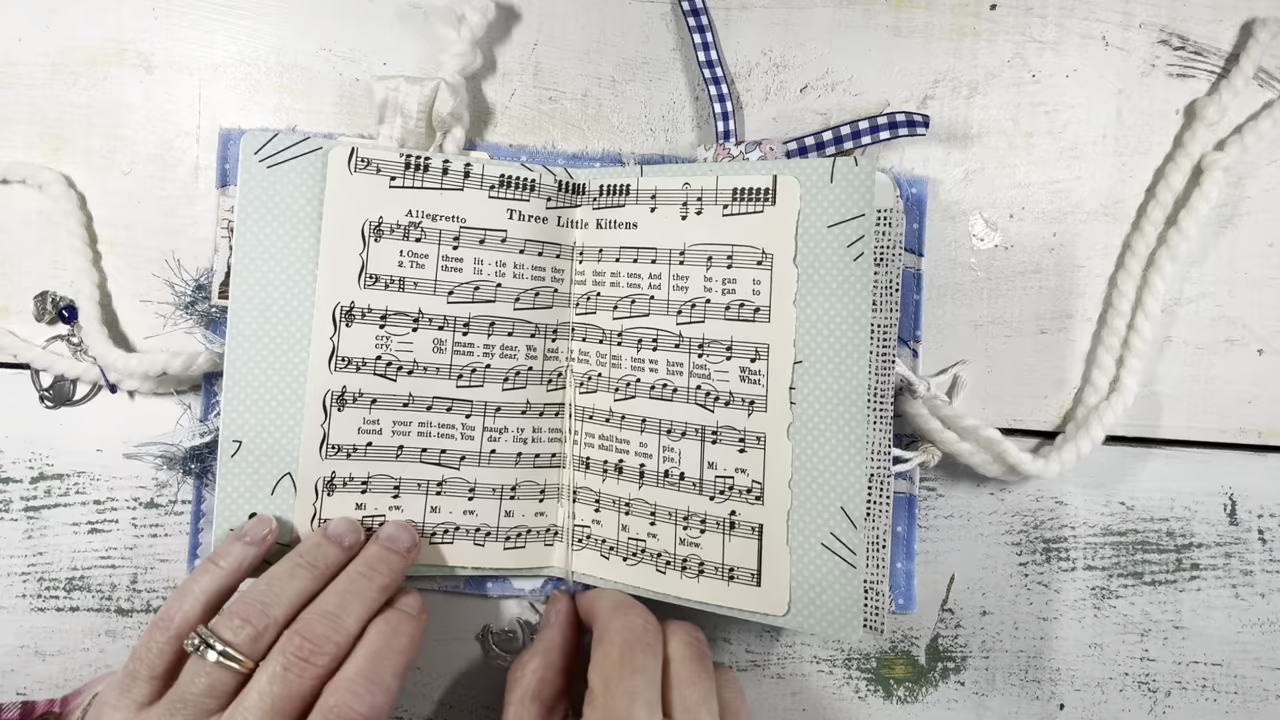 Three Little Kittens
Allegretto
mf
1. Once three lit - tle kit - tens they lost their mit - tens, And they be - gan to
2. The three lit - tle kit - tens they found their mit - tens, And they be - gan to
cry, Oh! mam - my dear, We sad - ly fear, Our mit - tens we have lost, What,
cry, Oh! mam - my dear, See here, see here, Our mit - tens we have found, What,
lost your mit - tens, You naugh - ty kit - tens, you shall have no pie. }
found your mit - tens, You dar - ling kit - tens, you shall have some pie. } Mi - ew,
Mi - ew, Mi - ew, Mi - ew, Mi - ew, Miew.